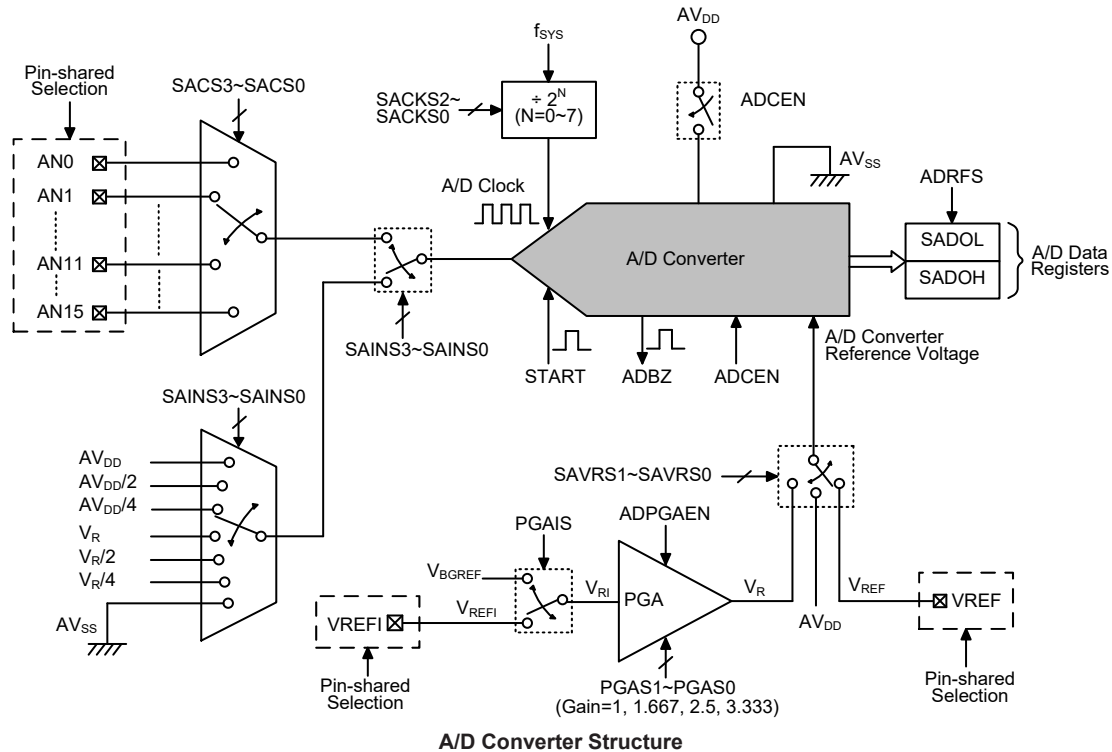 AV_DD
f_SYS
Pin-shared
Selection
SACS3~SACS0
SACKS2~
SACKS0
÷ 2^N
(N=0~7)
ADCEN
AN0
AN1
AN11
AN15
A/D Clock
AV_SS
ADRFS
A/D Converter
SADOL
SADOH
A/D Data
Registers
SAINS3~SAINS0
START
ADBZ
ADCEN
A/D Converter
Reference Voltage
SAINS3~SAINS0
AV_DD
AV_DD/2
AV_DD/4
V_R
V_R/2
V_R/4
AV_SS
SAVRS1~SAVRS0
PGAIS
ADPGAEN
V_BGREF
V_REFI
VREFI
V_RI
PGA
V_R
AV_DD
V_REF
VREF
Pin-shared
Selection
PGAS1~PGAS0
(Gain=1, 1.667, 2.5, 3.333)
Pin-shared
Selection
A/D Converter Structure